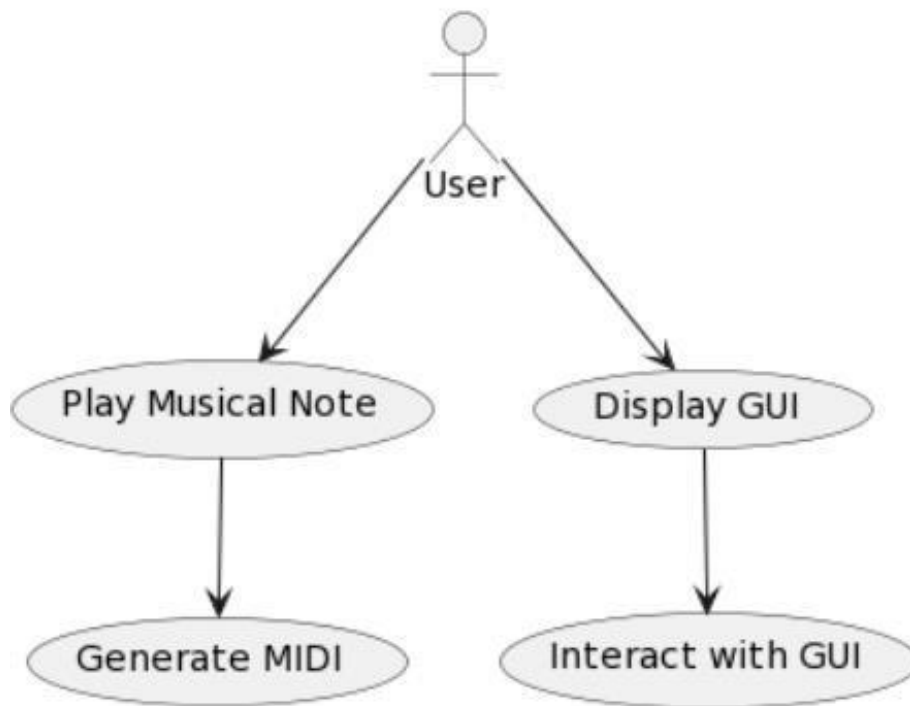 User
Play Musical Note
Display GUI
Generate MIDI
Interact with GUI